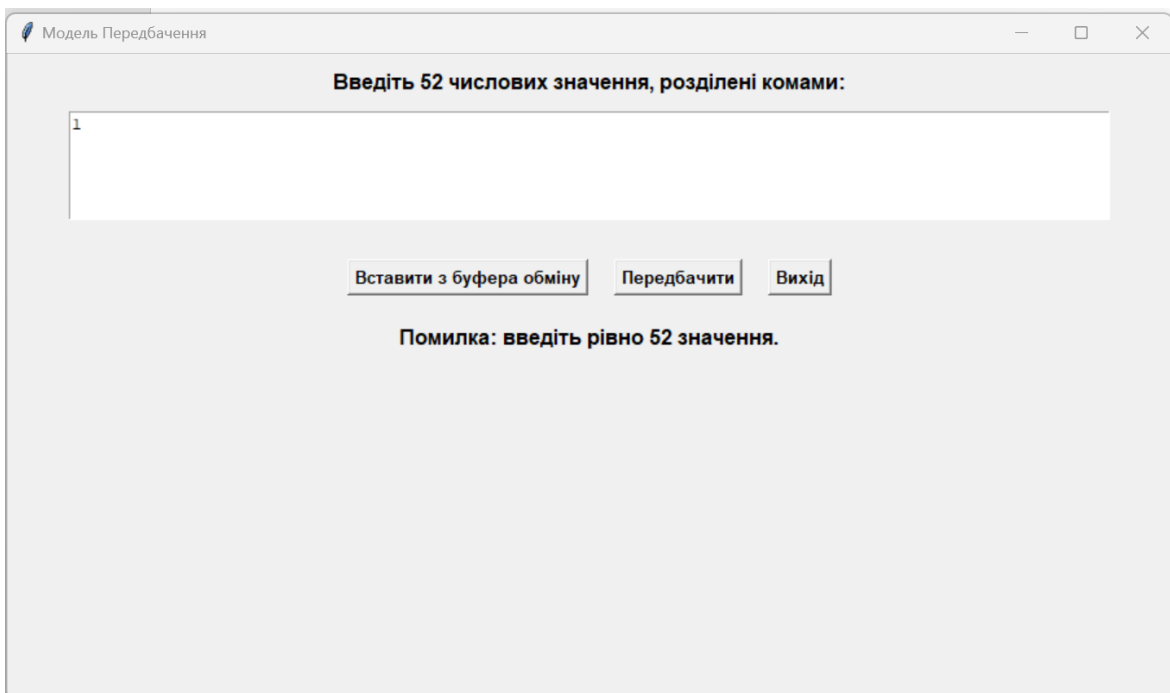 Модель Передбачення
Введіть 52 числових значення, розділені комами:
1
Вставити з буфера обміну Передбачити Вихід
Помилка: введіть рівно 52 значення.